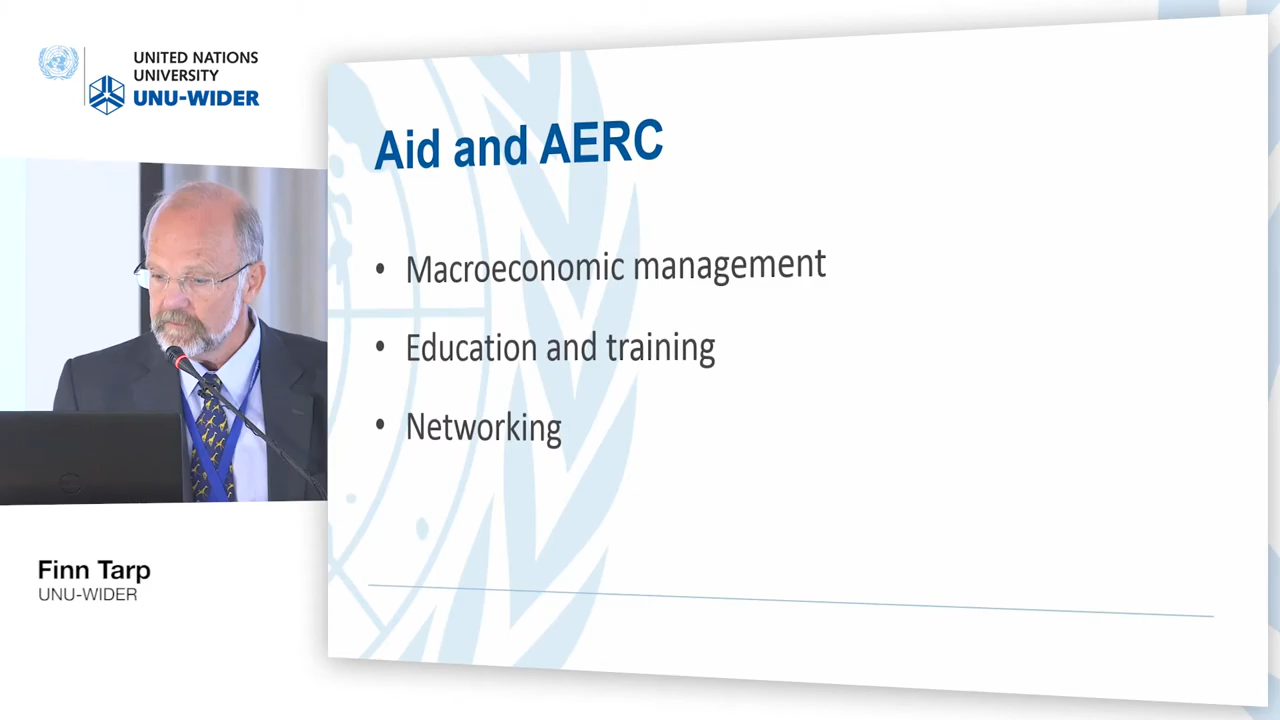 UNITED NATIONS
UNIVERSITY
UNU-WIDER
Aid and AERC
• Macroeconomic management
• Education and training
• Networking
Finn Tarp
UNU-WIDER